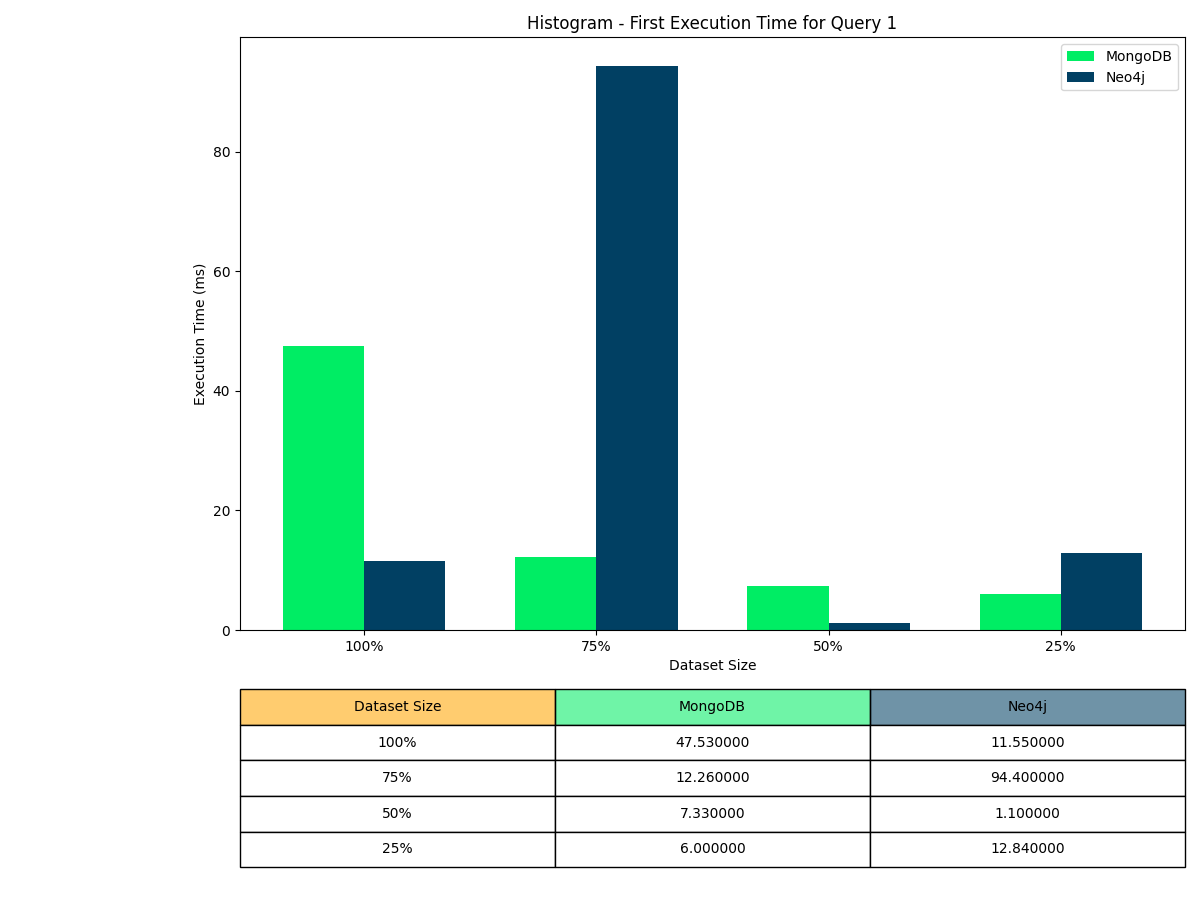 Histogram - First Execution Time for Query 1
MongoDB
Neo4j
80
60
40
20
0
Execution Time (ms)
100% 75% 50% 25%
Dataset Size
Dataset Size MongoDB Neo4j
100% 47.530000 11.550000
75% 12.260000 94.400000
50% 7.330000 1.100000
25% 6.000000 12.840000